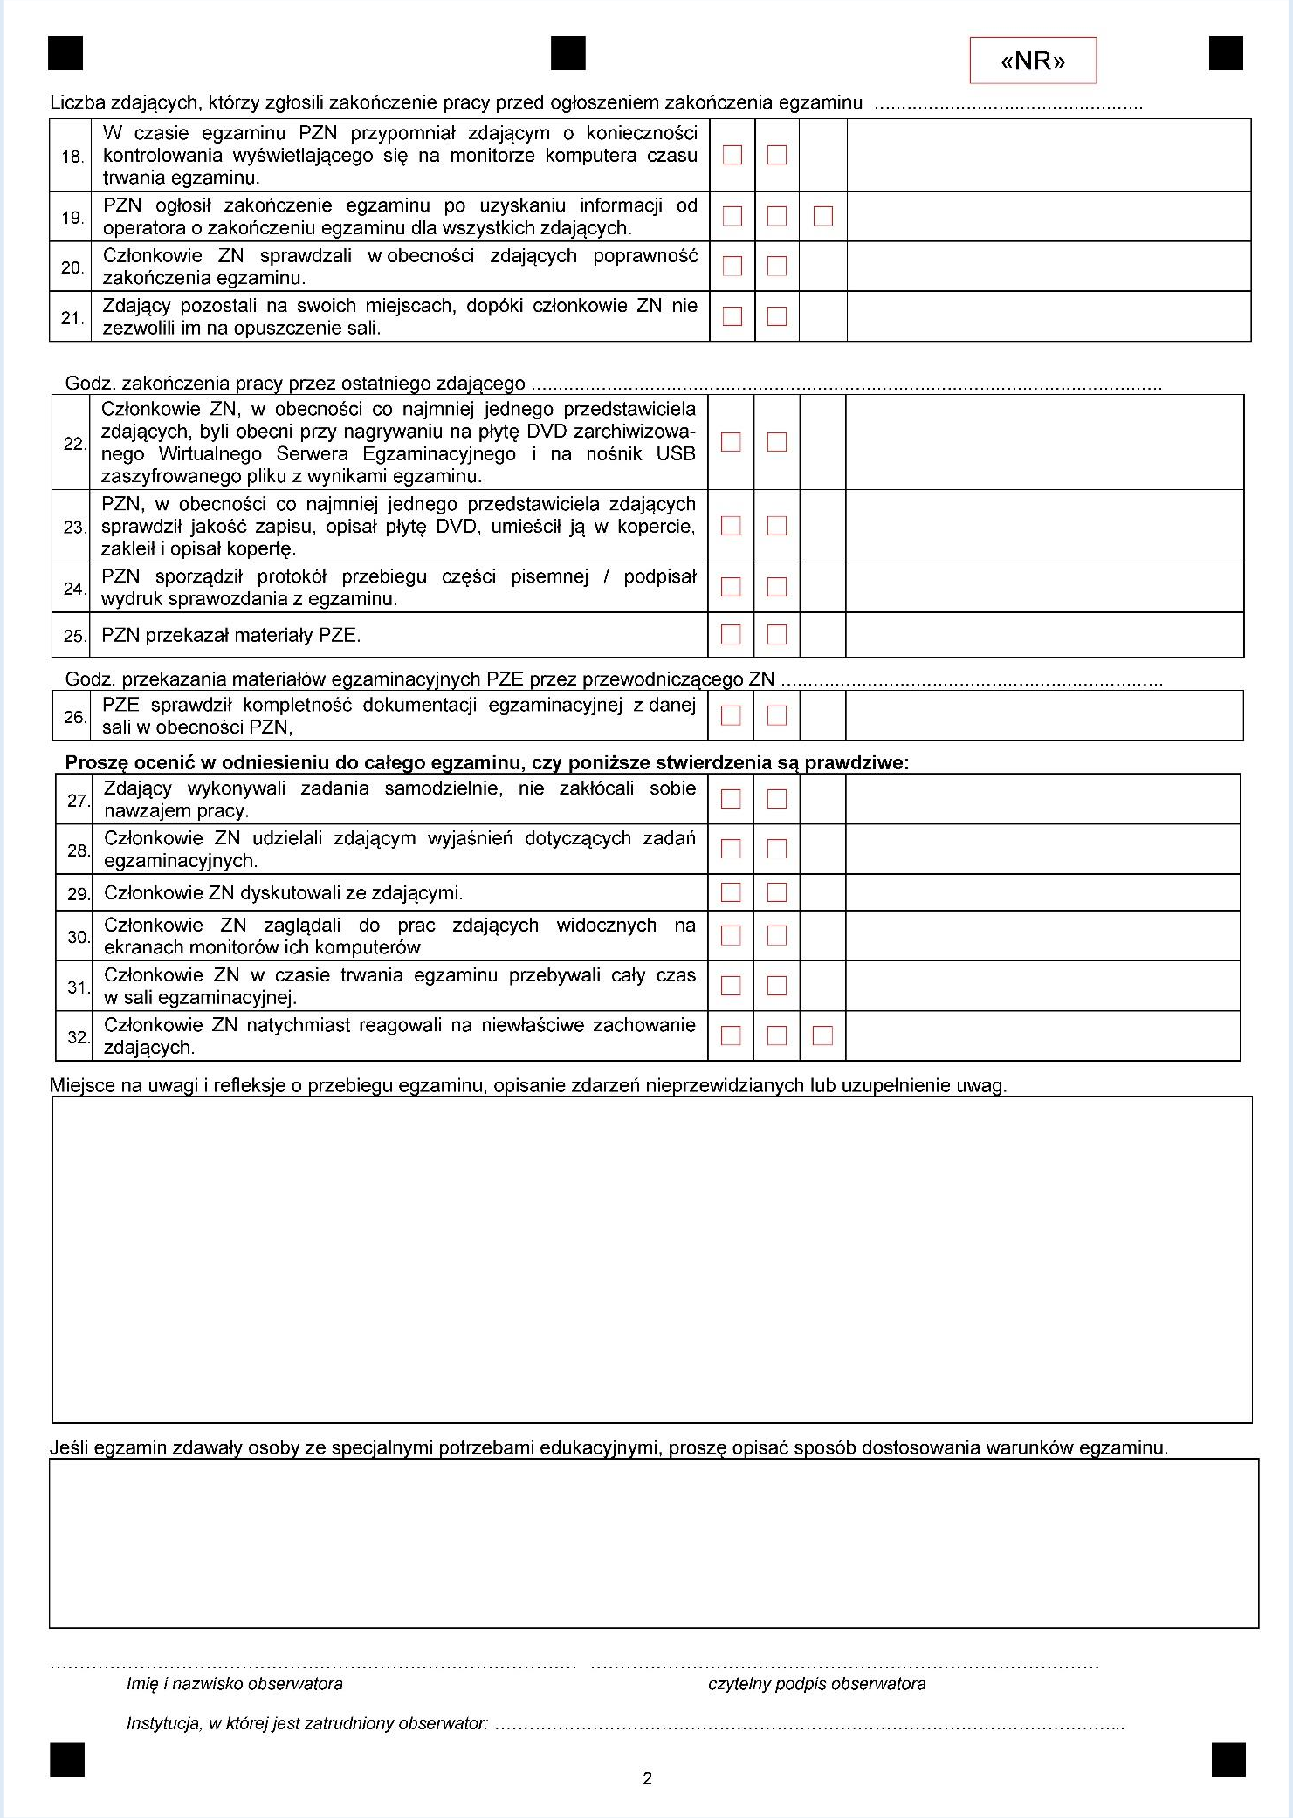 «NR»
Liczba zdających, którzy zgłosili zakończenie pracy przed ogłoszeniem zakończenia egzaminu ..................................................
18. W czasie egzaminu PZN przypomniał zdającym o konieczności
kontrolowania wyświetlającego się na monitorze komputera czasu
trwania egzaminu.
19. PZN ogłosił zakończenie egzaminu po uzyskaniu informacji od
operatora o zakończeniu egzaminu dla wszystkich zdających.
20. Członkowie ZN sprawdzali w obecności zdających poprawność
zakończenia egzaminu.
21. Zdający pozostali na swoich miejscach, dopóki członkowie ZN nie
zezwolili im na opuszczenie sali.
Godz. zakończenia pracy przez ostatniego zdającego ....................................................................................................................
22. Członkowie ZN, w obecności co najmniej jednego przedstawiciela
zdających, byli obecni przy nagrywaniu na płytę DVD zarchiwizowa-
nego Wirtualnego Serwera Egzaminacyjnego i na nośnik USB
zaszyfrowanego pliku z wynikami egzaminu.
23. PZN, w obecności co najmniej jednego przedstawiciela zdających
sprawdził jakość zapisu, opisał płytę DVD, umieścił ją w kopercie,
zakleił i opisał kopertę.
24. PZN sporządził protokół przebiegu części pisemnej / podpisał
wydruk sprawozdania z egzaminu.
25. PZN przekazał materiały PZE.
Godz. przekazania materiałów egzaminacyjnych PZE przez przewodniczącego ZN .......................................................................
26. PZE sprawdził kompletność dokumentacji egzaminacyjnej z danej
sali w obecności PZN,
Proszę ocenić w odniesieniu do całego egzaminu, czy poniższe stwierdzenia są prawdziwe:
27. Zdający wykonywali zadania samodzielnie, nie zakłócali sobie
nawzajem pracy.
28. Członkowie ZN udzielali zdającym wyjaśnień dotyczących zadań
egzaminacyjnych.
29. Członkowie ZN dyskutowali ze zdającymi.
30. Członkowie ZN zaglądali do prac zdających widocznych na
ekranach monitorów ich komputerów
31. Członkowie ZN w czasie trwania egzaminu przebywali cały czas
w sali egzaminacyjnej.
32. Członkowie ZN natychmiast reagowali na niewłaściwe zachowanie
zdających.
Miejsce na uwagi i refleksje o przebiegu egzaminu, opisanie zdarzeń nieprzewidzianych lub uzupełnienie uwag.
Jeśli egzamin zdawały osoby ze specjalnymi potrzebami edukacyjnymi, proszę opisać sposób dostosowania warunków egzaminu.
............................................................................................ .........................................................................................
Imię i nazwisko obserwatora czytelny podpis obserwatora
Instytucja, w której jest zatrudniony obserwator: ..............................................................................................................
2